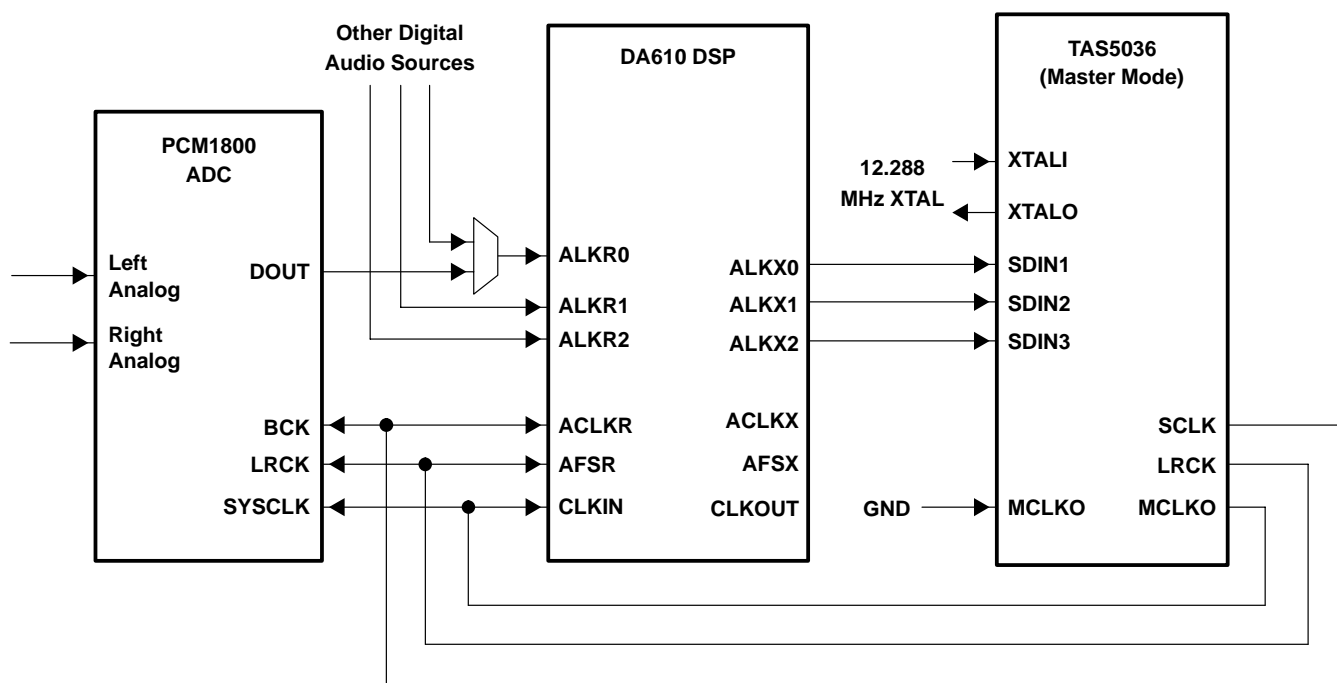 Other Digital
Audio Sources
PCM1800
ADC
Left
Analog
Right
Analog
DOUT
BCK
LRCK
SYSCLK
DA610 DSP
ALKR0
ALKR1
ALKR2
ACLKR
AFSR
CLKIN
ALKX0
ALKX1
ALKX2
ACLKX
AFSX
CLKOUT
12.288
MHz XTAL
GND
TAS5036
(Master Mode)
XTALI
XTALO
SDIN1
SDIN2
SDIN3
MCLKO
SCLK
LRCK
MCLKO